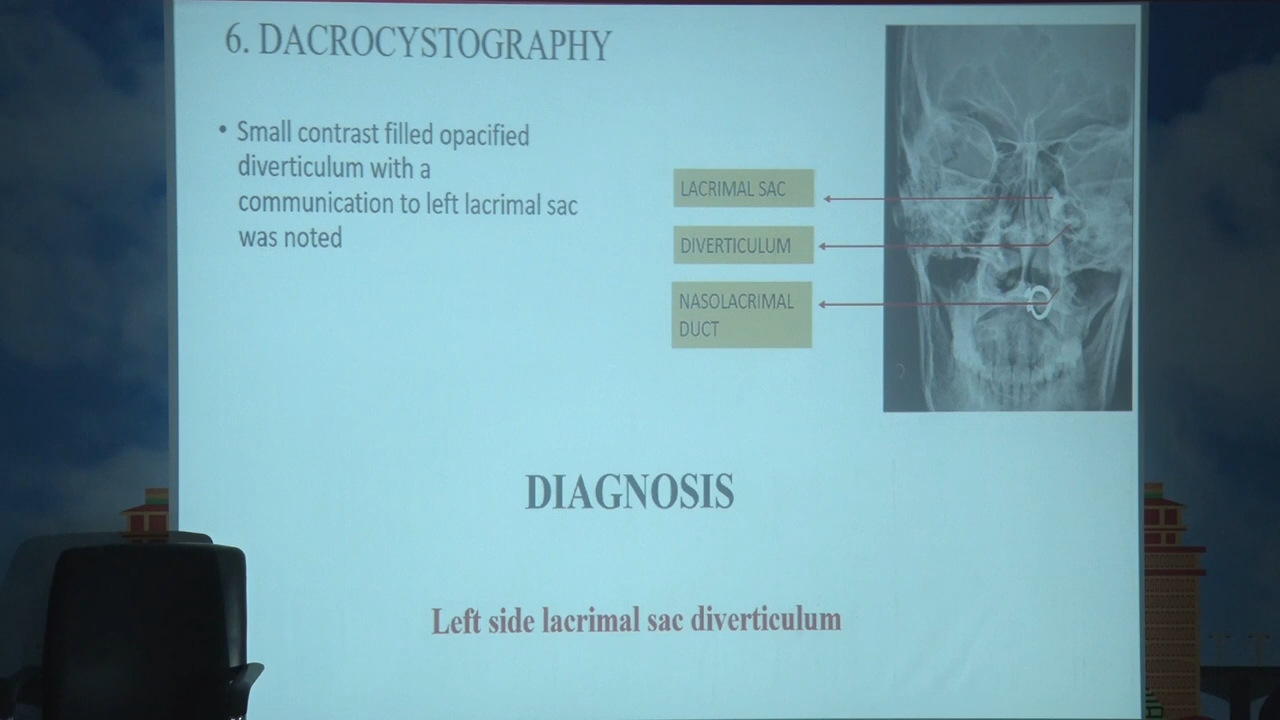 6. DACROCYSTOGRAPHY
• Small contrast filled opacified
diverticulum with a
communication to left lacrimal sac
was noted
LACRIMAL SAC
DIVERTICULUM
NASOLACRIMAL
DUCT
DIAGNOSIS
Left side lacrimal sac diverticulum